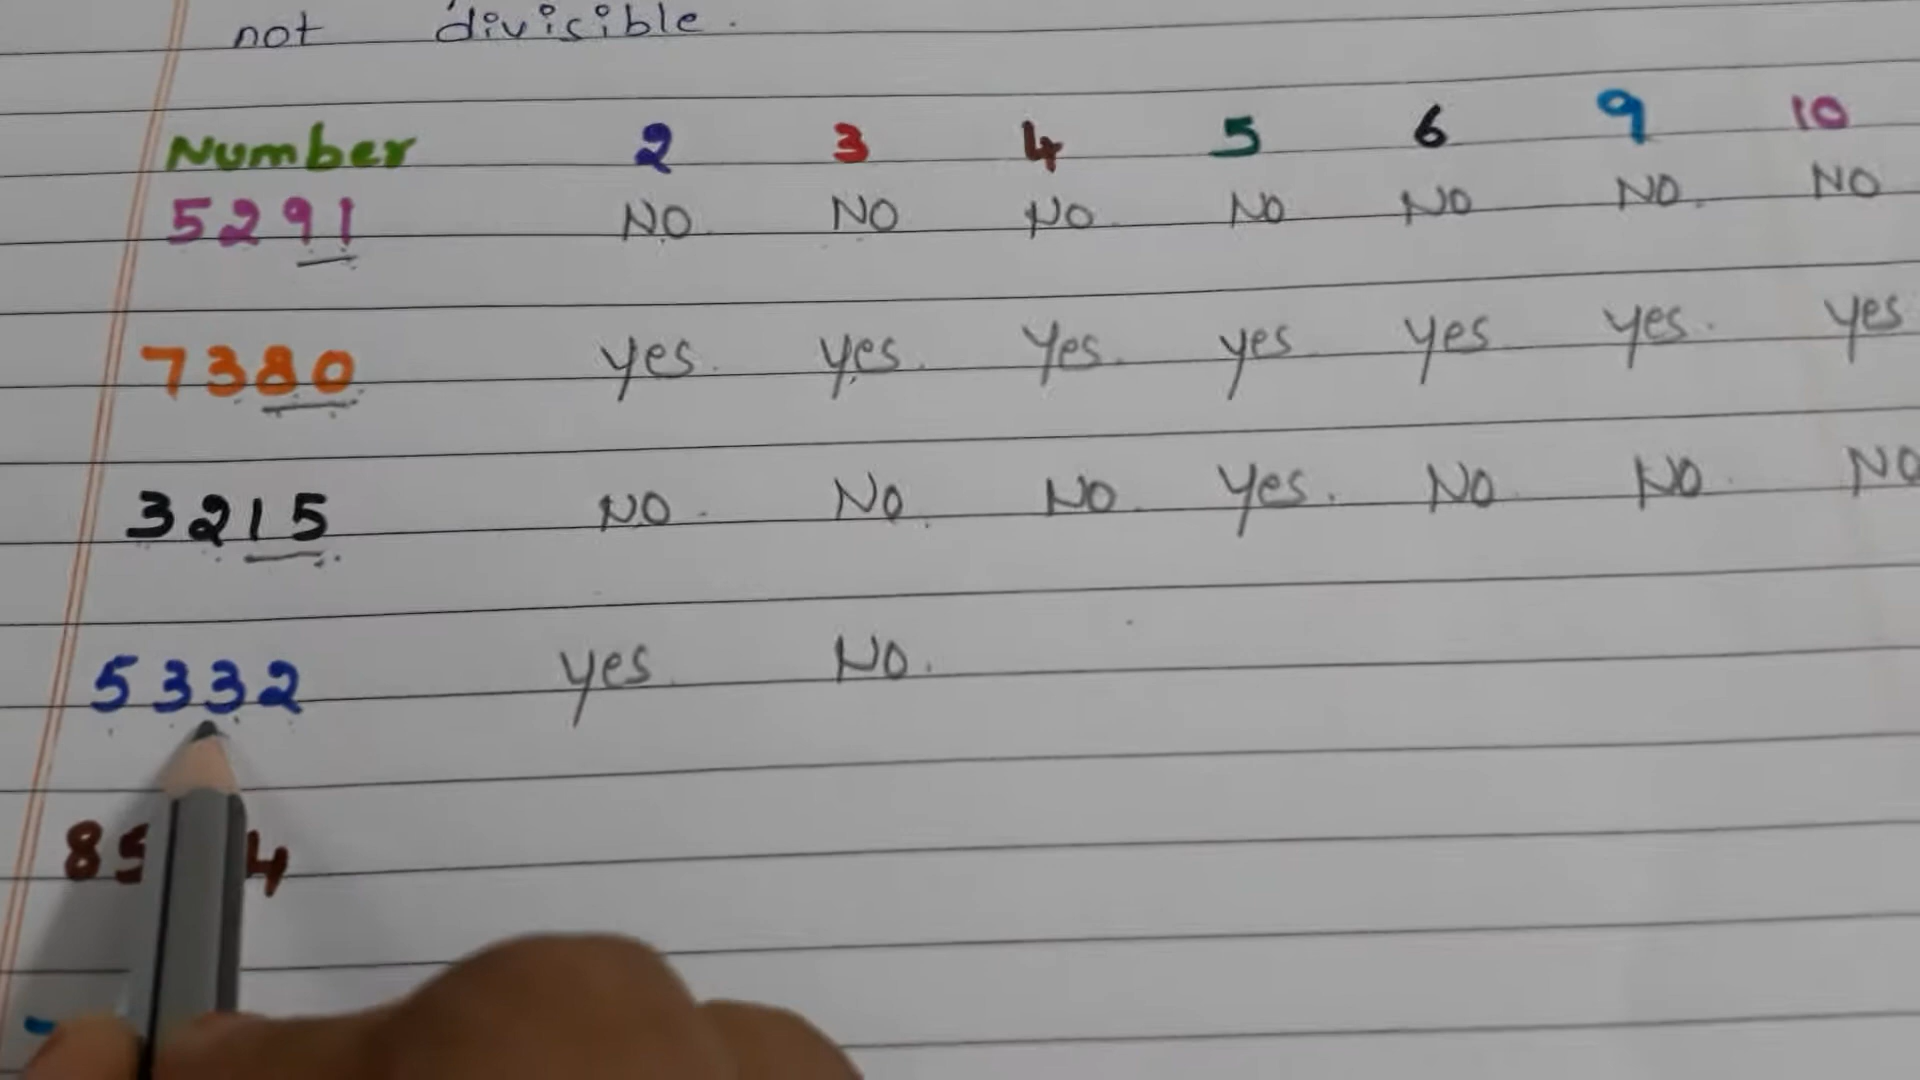 not divisible.
Number 2 3 4 5 6 9 10
5291 NO NO NO NO NO NO NO
7380 yes. yes. yes. yes yes yes. yes
3215 NO. No. No yes. No No. No
5332 yes No.